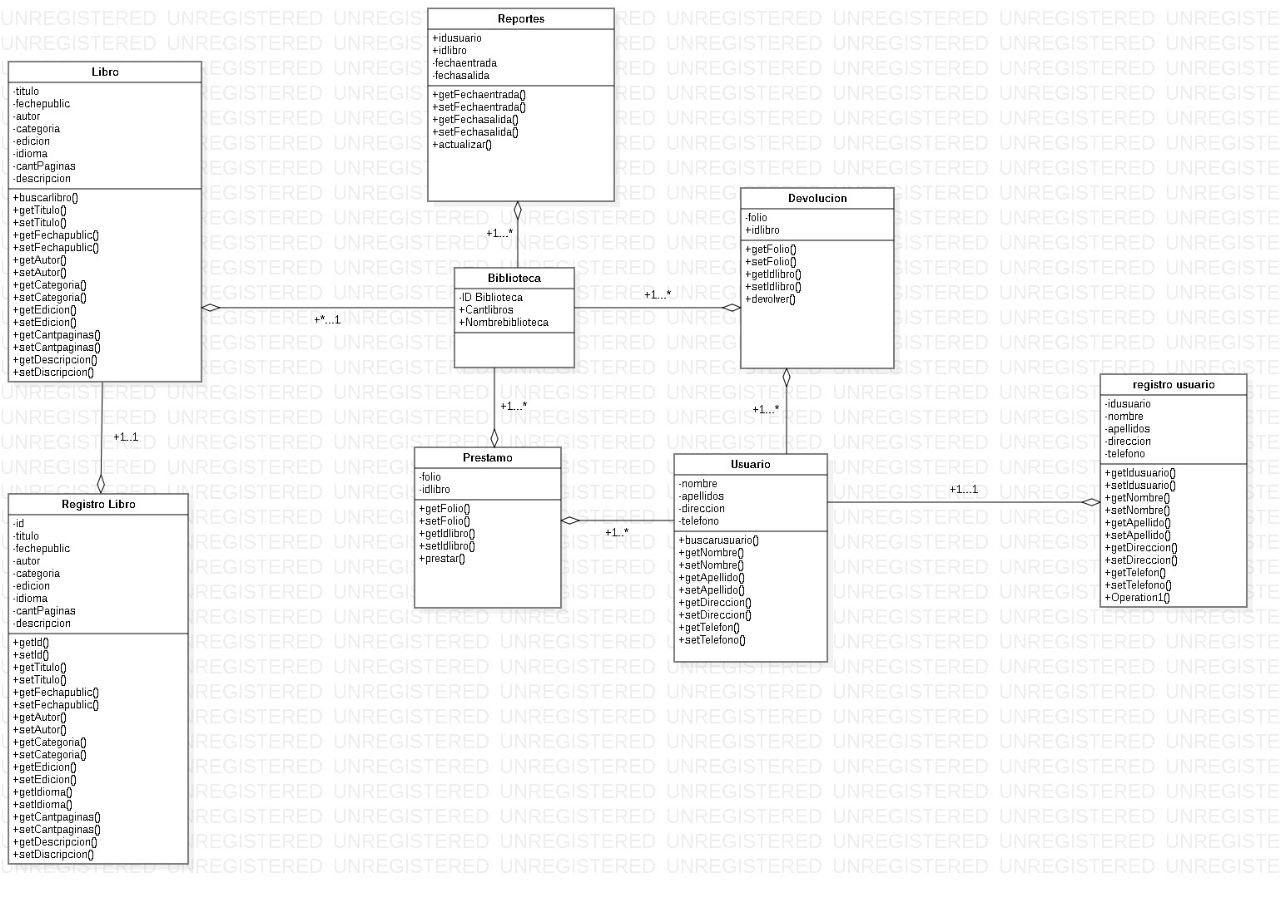 Reportes
+idusuario
+idlibro
-fechaentrada
-fechasalida
+getFechaentrada()
+setFechaentrada()
+getFechasalida()
+setFechasalida()
+actualizar()
Libro
-titulo
-fechepublic
-autor
-categoria
-edicion
-idioma
-cantPaginas
-descripcion
+buscarlibro()
+getTitulo()
+setTitulo()
+getFechapublic()
+setFechapublic()
+getAutor()
+setAutor()
+getCategoria()
+setCategoria()
+getEdicion()
+setEdicion()
+getCantpaginas()
+setCantpaginas()
+getDescripcion()
+setDiscripcion()
+1...*
Biblioteca
-ID Biblioteca
+Cantlibros
+Nombrebiblioteca
+*...1
+1...*
Devolucion
-folio
+idlibro
+getFolio()
+setFolio()
+getIdlibro()
+setIdlibro()
+devolver()
+1..1
+1...*
+1...*
Registro Libro
-id
-titulo
-fechepublic
-autor
-categoria
-edicion
-idioma
-cantPaginas
-descripcion
+getId()
+setId()
+getTitulo()
+setTitulo()
+getFechapublic()
+setFechapublic()
+getAutor()
+setAutor()
+getCategoria()
+setCategoria()
+getEdicion()
+setEdicion()
+getIdioma()
+setIdioma()
+getCantpaginas()
+setCantpaginas()
+getDescripcion()
+setDiscripcion()
Prestamo
-folio
-idlibro
+getFolio()
+setFolio()
+getIdlibro()
+setIdlibro()
+prestar()
+1..*
Usuario
-nombre
-apellidos
-direccion
-telefono
+buscarusuario()
+getNombre()
+setNombre()
+getApellido()
+setApellido()
+getDireccion()
+setDireccion()
+getTelefon()
+setTelefono()
+1...1
registro usuario
-idusuario
-nombre
-apellidos
-direccion
-telefono
+getIdusuario()
+setIdusuario()
+getNombre()
+setNombre()
+getApellido()
+setApellido()
+getDireccion()
+setDireccion()
+getTelefon()
+setTelefono()
+Operation1()
UNREGISTERED